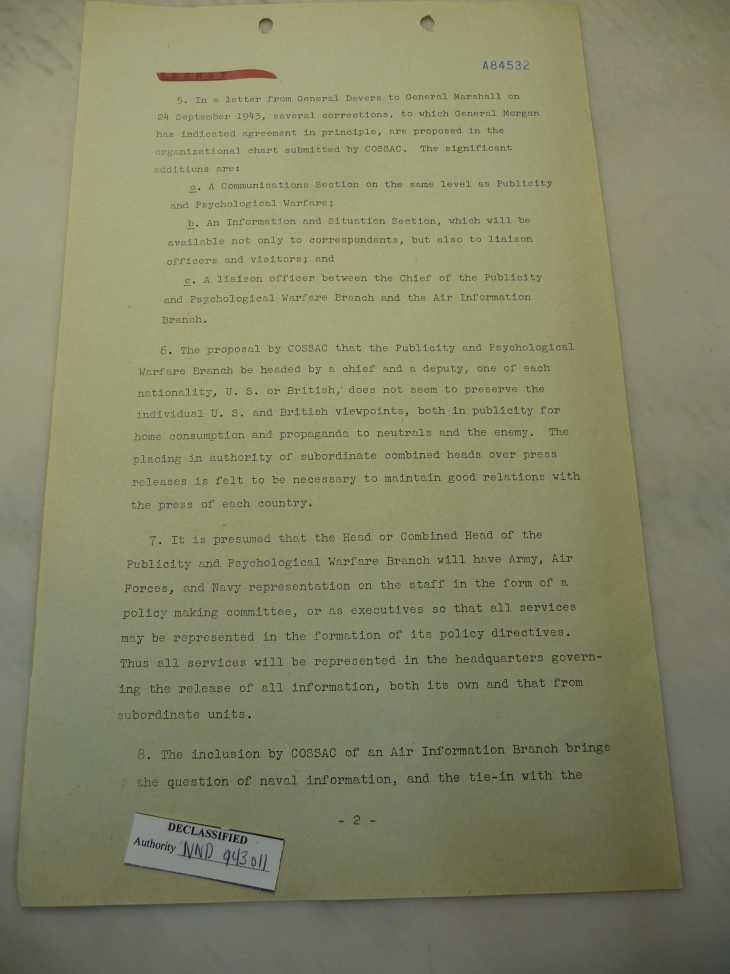 A84532
5. In a letter from General Devers to General Marshall on
24 September 1943, several corrections, to which General Morgan
has indicated agreement in principle, are proposed in the
organizational chart submitted by COSSAC. The significant
additions are:
a. A Communications Section on the same level as Publicity
and Psychological Warfare;
b. An Information and Situation Section, which will be
available not only to correspondents, but also to liaison
officers and visitors; and
c. A liaison officer between the Chief of the Publicity
and Psychological Warfare Branch and the Air Information
Branch.
6. The proposal by COSSAC that the Publicity and Psychological
Warfare Branch be headed by a chief and a deputy, one of each
nationality, U. S. or British, does not seem to preserve the
individual U. S. and British viewpoints, both in publicity for
home consumption and propaganda to neutrals and the enemy. The
placing in authority of subordinate combined heads over press
releases is felt to be necessary to maintain good relations with
the press of each country.
7. It is presumed that the Head or Combined Head of the
Publicity and Psychological Warfare Branch will have Army, Air
Forces, and Navy representation on the staff in the form of a
policy making committee, or as executives so that all services
may be represented in the formation of its policy directives.
Thus all services will be represented in the headquarters govern-
ing the release of all information, both its own and that from
subordinate units.
8. The inclusion by COSSAC of an Air Information Branch brings
the question of naval information, and the tie-in with the
- 2 -
DECLASSIFIED
Authority NND 943011